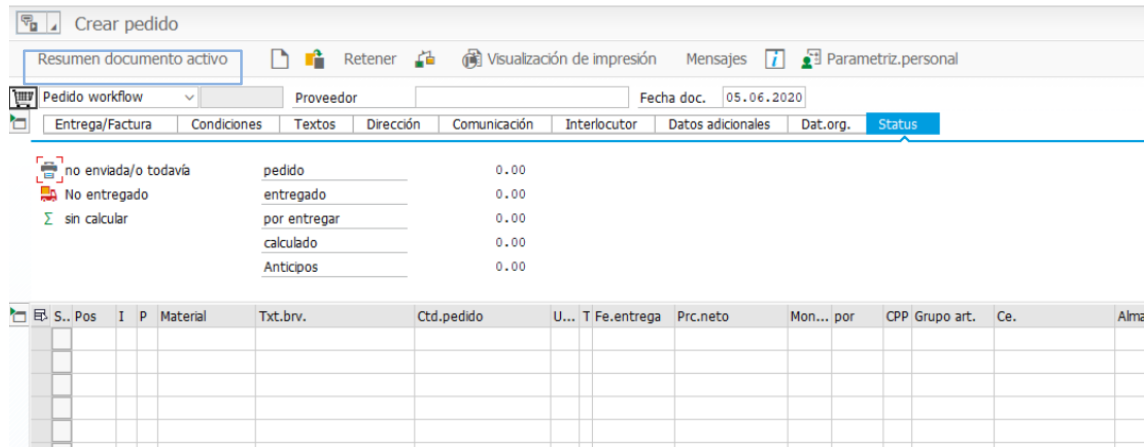 Crear pedido
Resumen documento activo Retener Visualización de impresión Mensajes Parametriz.personal
Pedido workflow Proveedor Fecha doc. 05.06.2020
Entrega/Factura Condiciones Textos Dirección Comunicación Interlocutor Datos adicionales Dat.org. Status
no enviada/o todavía pedido 0.00
No entregado entregado 0.00
Σ sin calcular por entregar 0.00
calculado 0.00
Anticipos 0.00
S.. Pos I P Material Txt.brv. Ctd.pedido U... T Fe.entrega Prc.neto Mon... por CPP Grupo art. Ce. Alma